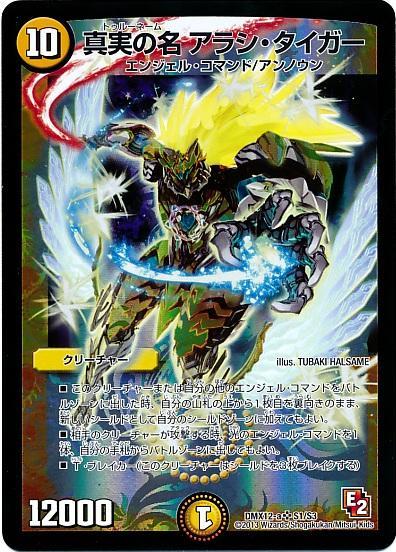 10
トゥルーネーム
真実の名 アラシ・タイガー
エンジェル・コマンド/アンノウン
クリーチャー
illus. TUBAKI HALSAME
■ このクリーチャーまたは自分の他のエンジェル・コマンドをバト
ルゾーンに出した時、自分の山札の上から1枚目を裏向きのまま、
新しいシールドとして自分のシールドゾーンに加えてもよい。
■ 相手のクリーチャーが攻撃する時、光のエンジェル・コマンドを1
体、自分の手札からバトルゾーンに出してもよい。
■ T・ブレイカー（このクリーチャーはシールドを3枚ブレイクする）
12000
1
DMX12-a S1/S3
©2013 Wizards/Shogakukan/Mitsui-Kids
E2